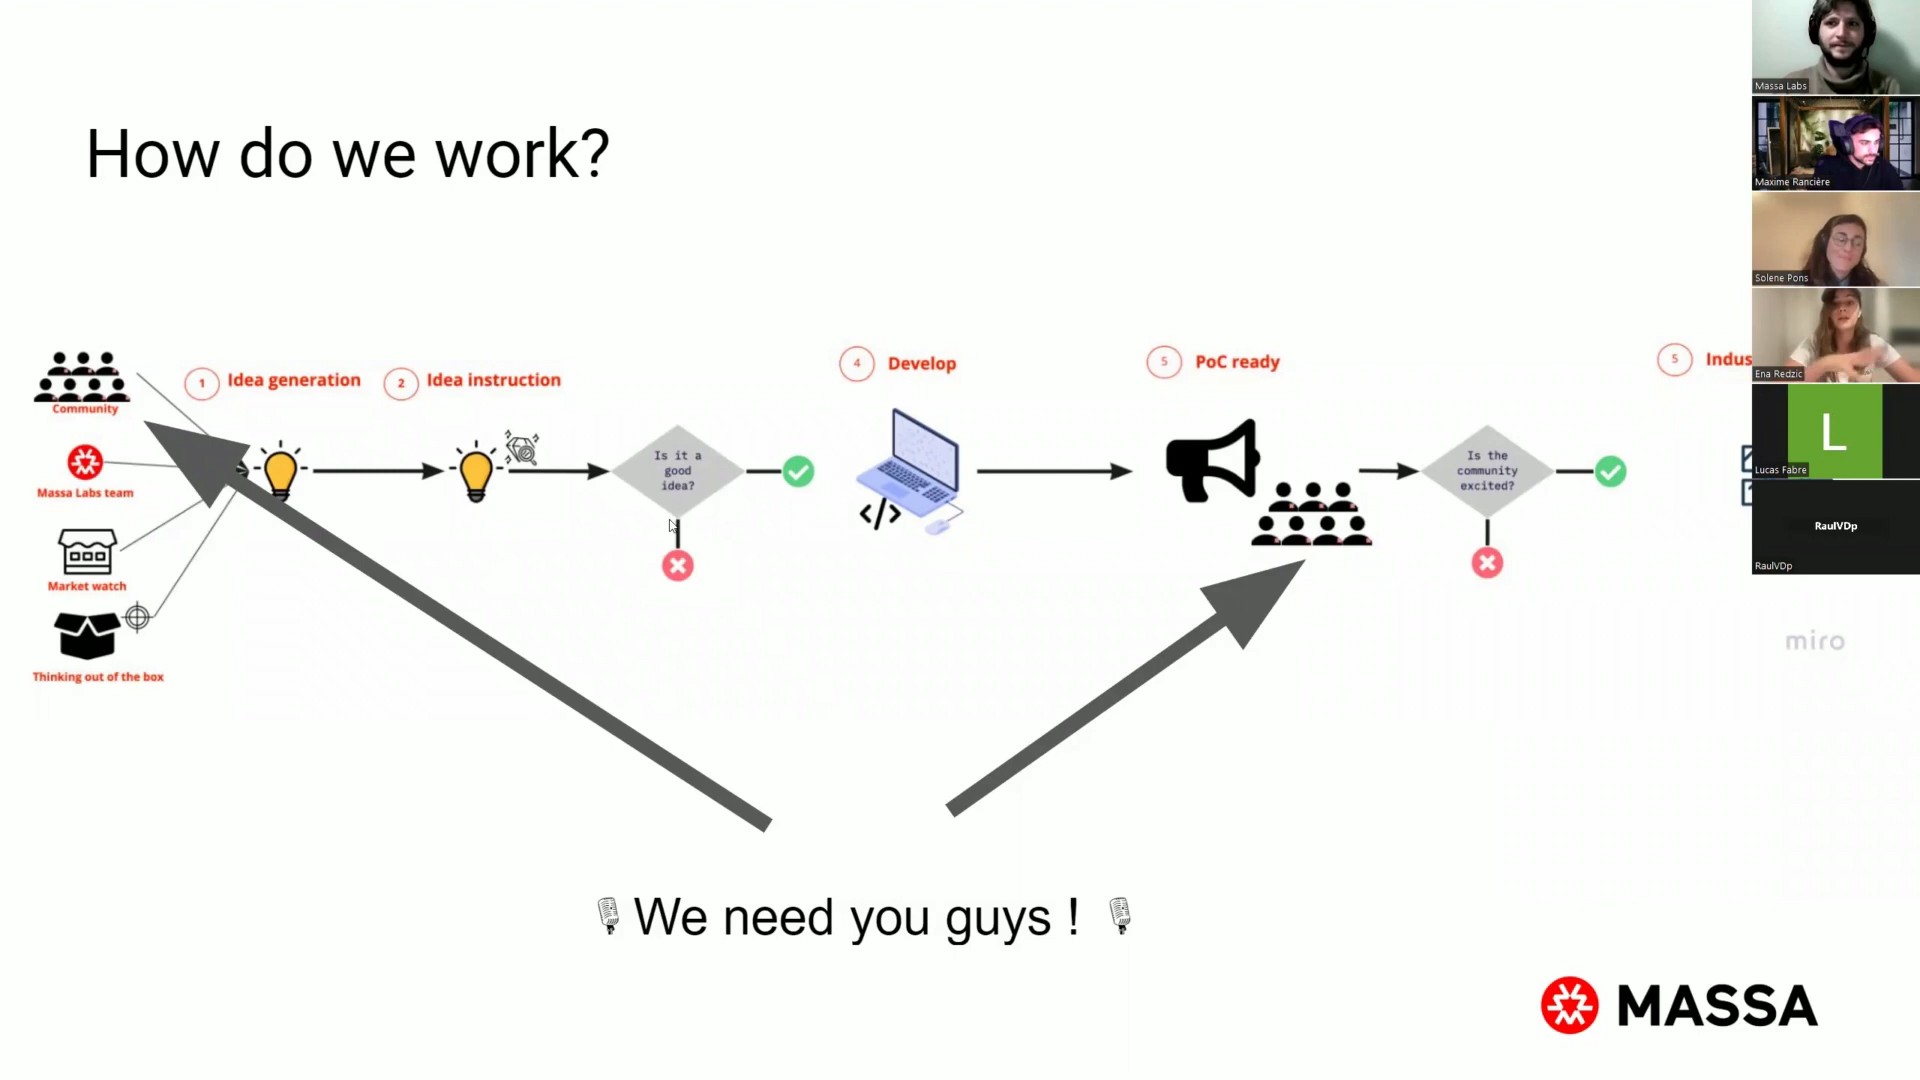 How do we work?
Community
Massa Labs team
Market watch
Thinking out of the box
1 Idea generation
2 Idea instruction
Is it a
good
idea?
4 Develop
</>
5 PoC ready
Is the
community
excited?
5 Indus
miro
We need you guys !
MASSA
Massa Labs
Maxime Rancière
Solene Pons
Ena Redzic
L
Lucas Fabre
RaulVDp
RaulVDp